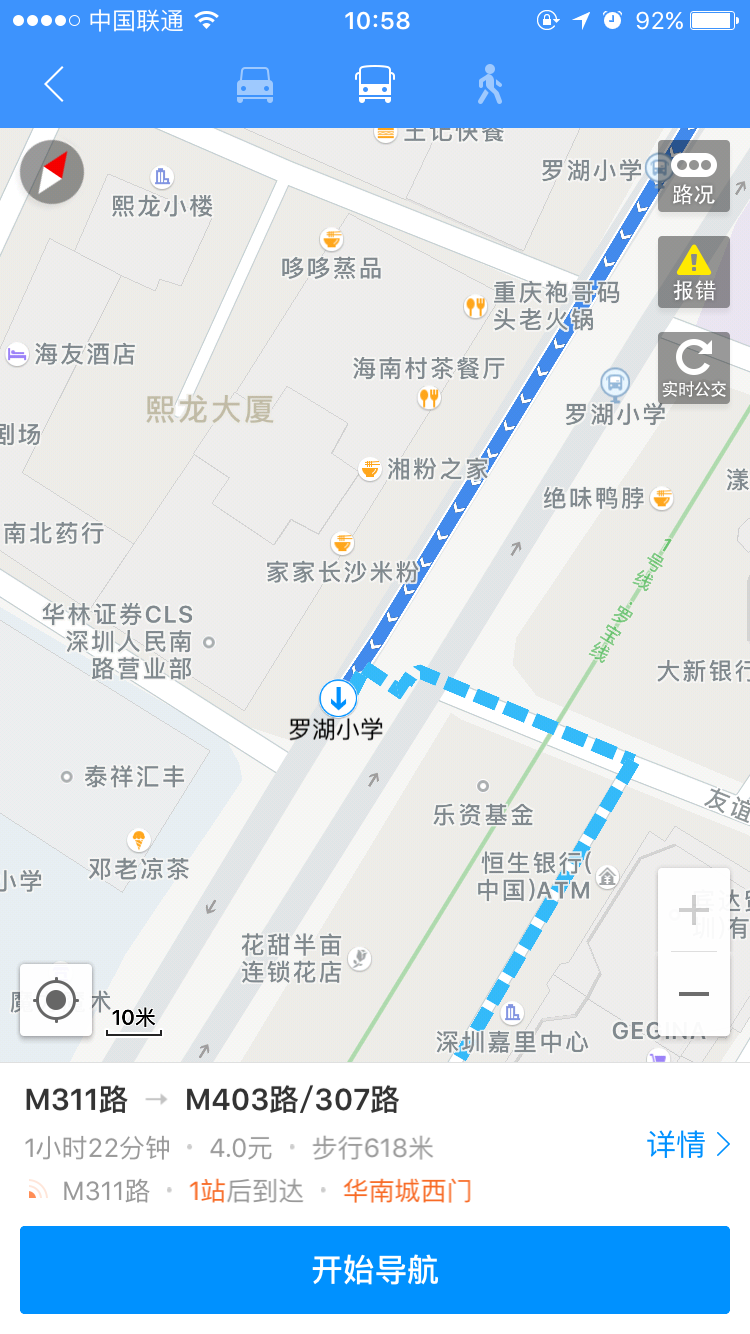 中国联通
10:58
92%
王记快餐
罗湖小学
路况
熙龙小楼
哆哆蒸品
报错
重庆袍哥码
头老火锅
海友酒店
海南村茶餐厅
实时公交
熙龙大厦
罗湖小学
剧场
湘粉之家
漾
绝味鸭脖
南北药行
1号线·罗宝线
家家长沙米粉
华林证券CLS
深圳人民南
路营业部
大新银行
罗湖小学
泰祥汇丰
友谊
乐资基金
邓老凉茶
小学
恒生银行(
中国)ATM
花甜半亩
连锁花店
术
10米
深圳嘉里中心
GEGINA
M311路 → M403路/307路
1小时22分钟 · 4.0元 · 步行618米
详情
M311路 · 1站后到达 · 华南城西门
开始导航